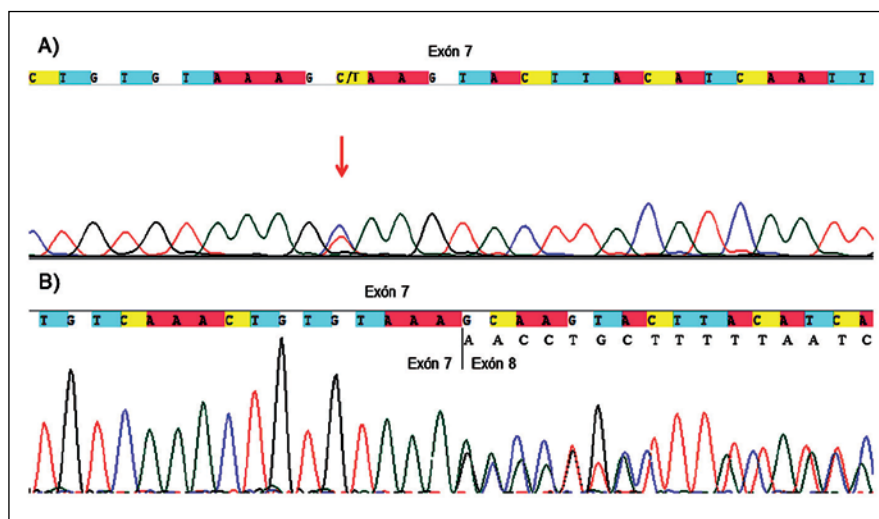 A)
Exón 7
C T G T G T A A A G C/T A A G T A C T T A C A T C A A T T
B)
Exón 7
T G T C A A A C T G T G T A A A G C A A G T A C T T A C A T C A
A A C C T G C T T T T T A A T C
Exón 7 Exón 8